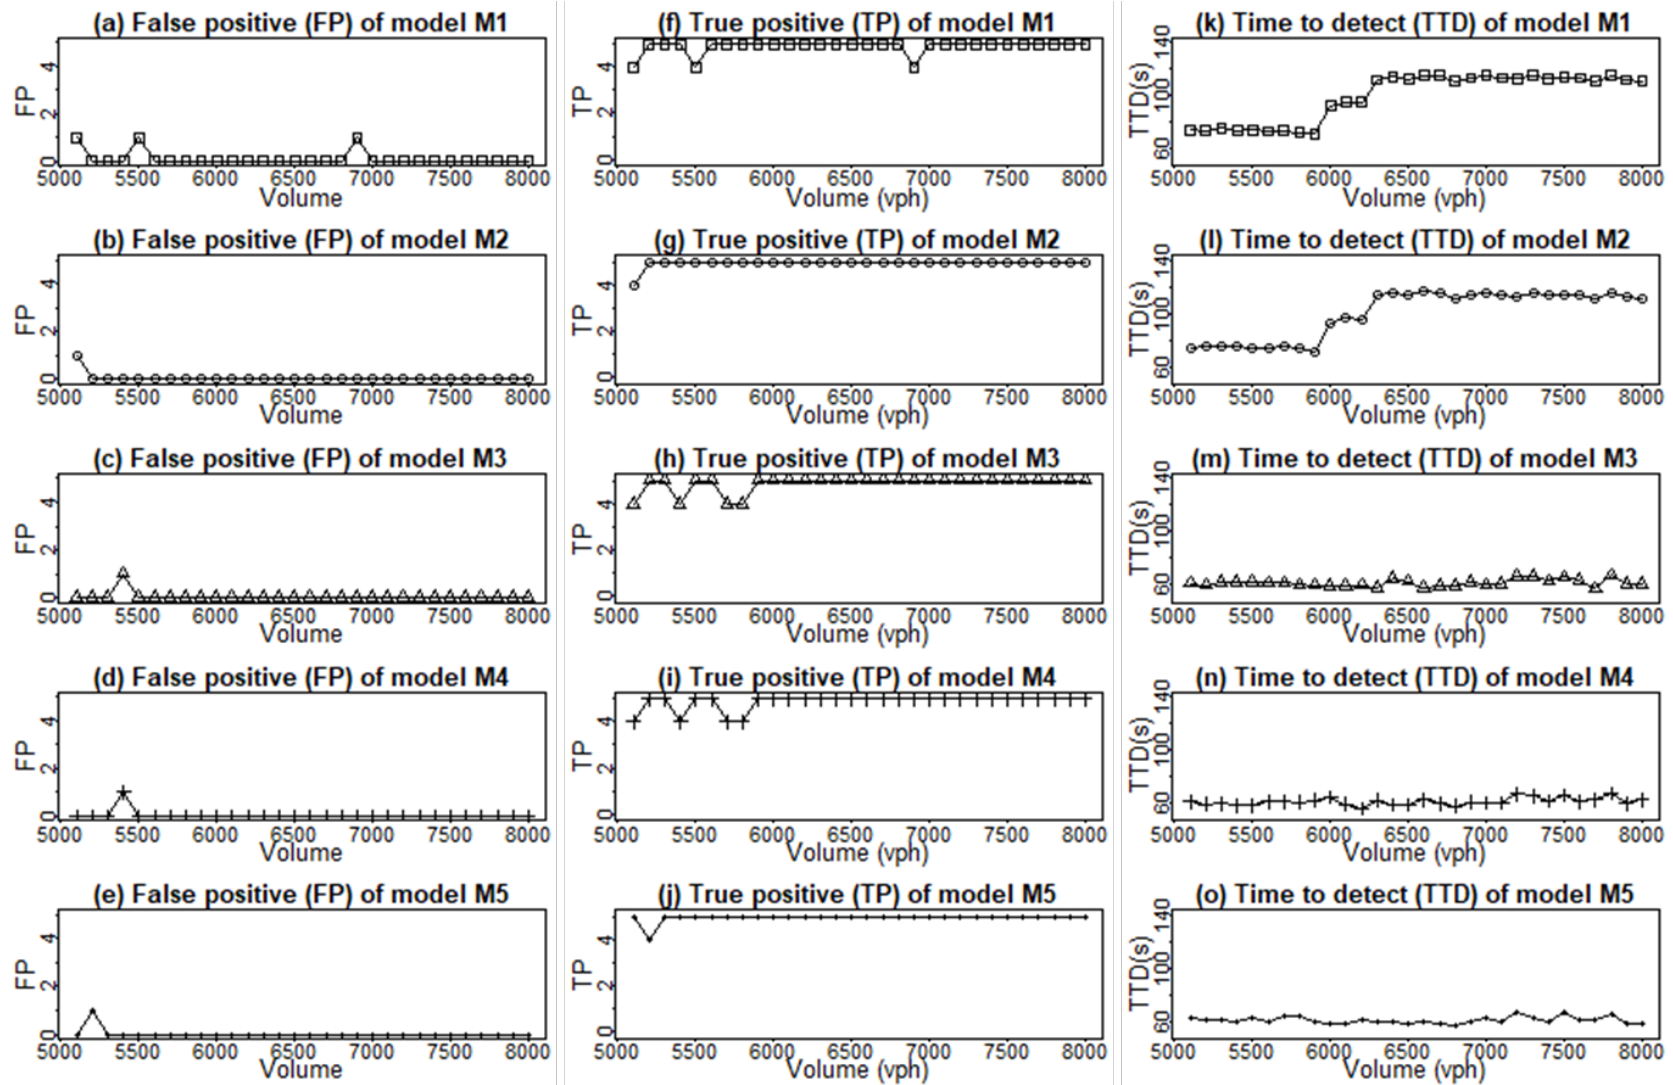 (a) False positive (FP) of model M1
FP
0 2 4
5000 5500 6000 6500 7000 7500 8000
Volume
(f) True positive (TP) of model M1
TP
0 2 4
5000 5500 6000 6500 7000 7500 8000
Volume (vph)
(k) Time to detect (TTD) of model M1
TTD(s)
60 100 140
5000 5500 6000 6500 7000 7500 8000
Volume (vph)
(b) False positive (FP) of model M2
FP
0 2 4
5000 5500 6000 6500 7000 7500 8000
Volume
(g) True positive (TP) of model M2
TP
0 2 4
5000 5500 6000 6500 7000 7500 8000
Volume (vph)
(l) Time to detect (TTD) of model M2
TTD(s)
60 100 140
5000 5500 6000 6500 7000 7500 8000
Volume (vph)
(c) False positive (FP) of model M3
FP
0 2 4
5000 5500 6000 6500 7000 7500 8000
Volume
(h) True positive (TP) of model M3
TP
0 2 4
5000 5500 6000 6500 7000 7500 8000
Volume (vph)
(m) Time to detect (TTD) of model M3
TTD(s)
60 100 140
5000 5500 6000 6500 7000 7500 8000
Volume (vph)
(d) False positive (FP) of model M4
FP
0 2 4
5000 5500 6000 6500 7000 7500 8000
Volume
(i) True positive (TP) of model M4
TP
0 2 4
5000 5500 6000 6500 7000 7500 8000
Volume (vph)
(n) Time to detect (TTD) of model M4
TTD(s)
60 100 140
5000 5500 6000 6500 7000 7500 8000
Volume (vph)
(e) False positive (FP) of model M5
FP
0 2 4
5000 5500 6000 6500 7000 7500 8000
Volume
(j) True positive (TP) of model M5
TP
0 2 4
5000 5500 6000 6500 7000 7500 8000
Volume (vph)
(o) Time to detect (TTD) of model M5
TTD(s)
60 100 140
5000 5500 6000 6500 7000 7500 8000
Volume (vph)